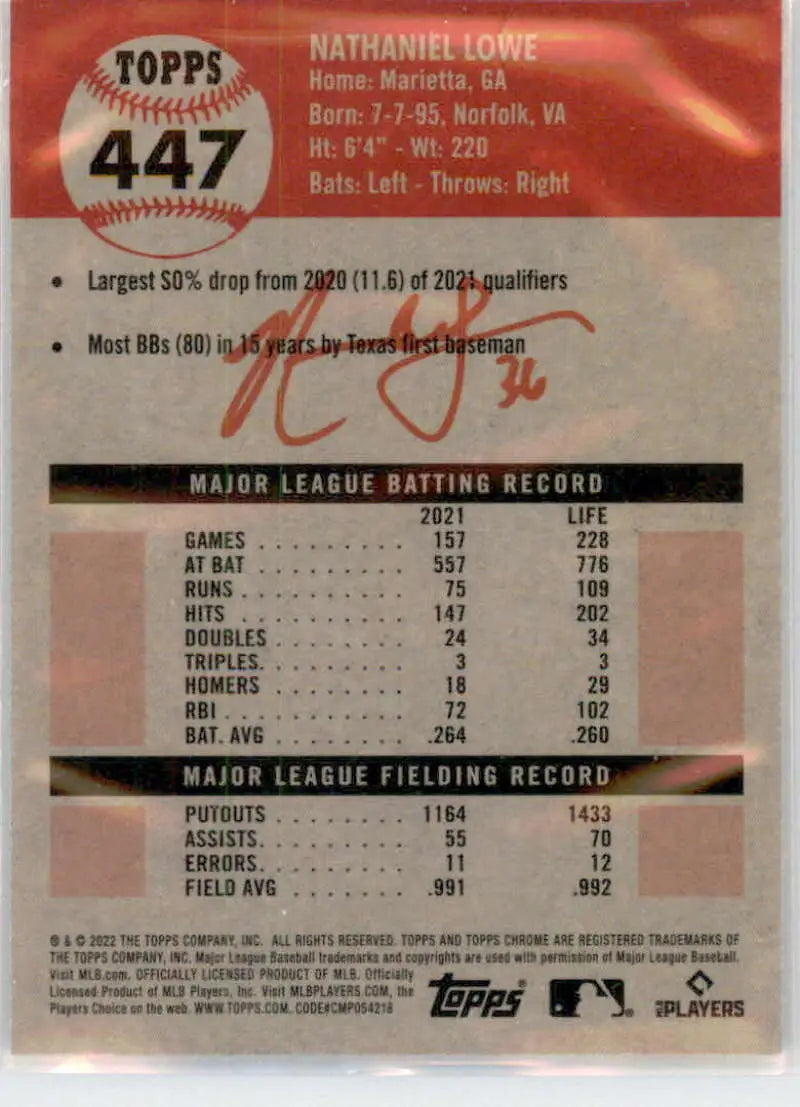 TOPPS
447
NATHANIEL LOWE
Home: Marietta, GA
Born: 7-7-95, Norfolk, VA
Ht: 6'4" - Wt: 220
Bats: Left - Throws: Right
• Largest SO% drop from 2020 (11.6) of 2021 qualifiers
• Most BBs (80) in 15 years by Texas first baseman
36
MAJOR LEAGUE BATTING RECORD
2021 LIFE
GAMES . . . . . . . . . 157 228
AT BAT . . . . . . . . . 557 776
RUNS . . . . . . . . . . 75 109
HITS . . . . . . . . . . 147 202
DOUBLES . . . . . . . . 24 34
TRIPLES. . . . . . . . . 3 3
HOMERS . . . . . . . . . 18 29
RBI . . . . . . . . . . . 72 102
BAT. AVG . . . . . . . . .264 .260
MAJOR LEAGUE FIELDING RECORD
PUTOUTS . . . . . . . . 1164 1433
ASSISTS. . . . . . . . . 55 70
ERRORS. . . . . . . . . 11 12
FIELD AVG . . . . . . . .991 .992
® & © 2022 THE TOPPS COMPANY, INC. ALL RIGHTS RESERVED. TOPPS AND TOPPS CHROME ARE REGISTERED TRADEMARKS OF
THE TOPPS COMPANY, INC. Major League Baseball trademarks and copyrights are used with permission of Major League Baseball.
Visit MLB.com. OFFICIALLY LICENSED PRODUCT OF MLB. Officially
Licensed Product of MLB Players, Inc. Visit MLBPLAYERS.COM, the
Players Choice on the web. WWW.TOPPS.COM. CODE#CMP054218
Topps®
MLB PLAYERS